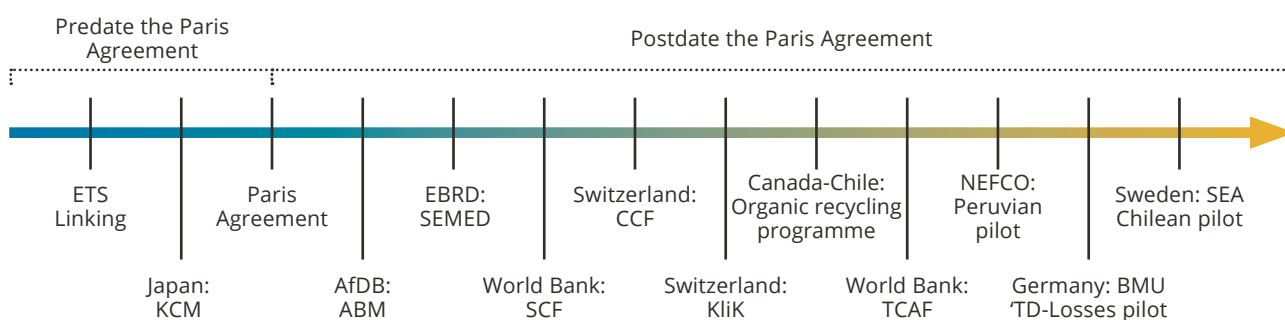 Predate the Paris
Agreement
Postdate the Paris Agreement
ETS
Linking
Japan:
KCM
Paris
Agreement
AfDB:
ABM
EBRD:
SEMED
World Bank:
SCF
Switzerland:
CCF
Switzerland:
KliK
Canada-Chile:
Organic recycling
programme
World Bank:
TCAF
NEFCO:
Peruvian
pilot
Germany: BMU
‘TD-Losses pilot
Sweden: SEA
Chilean pilot